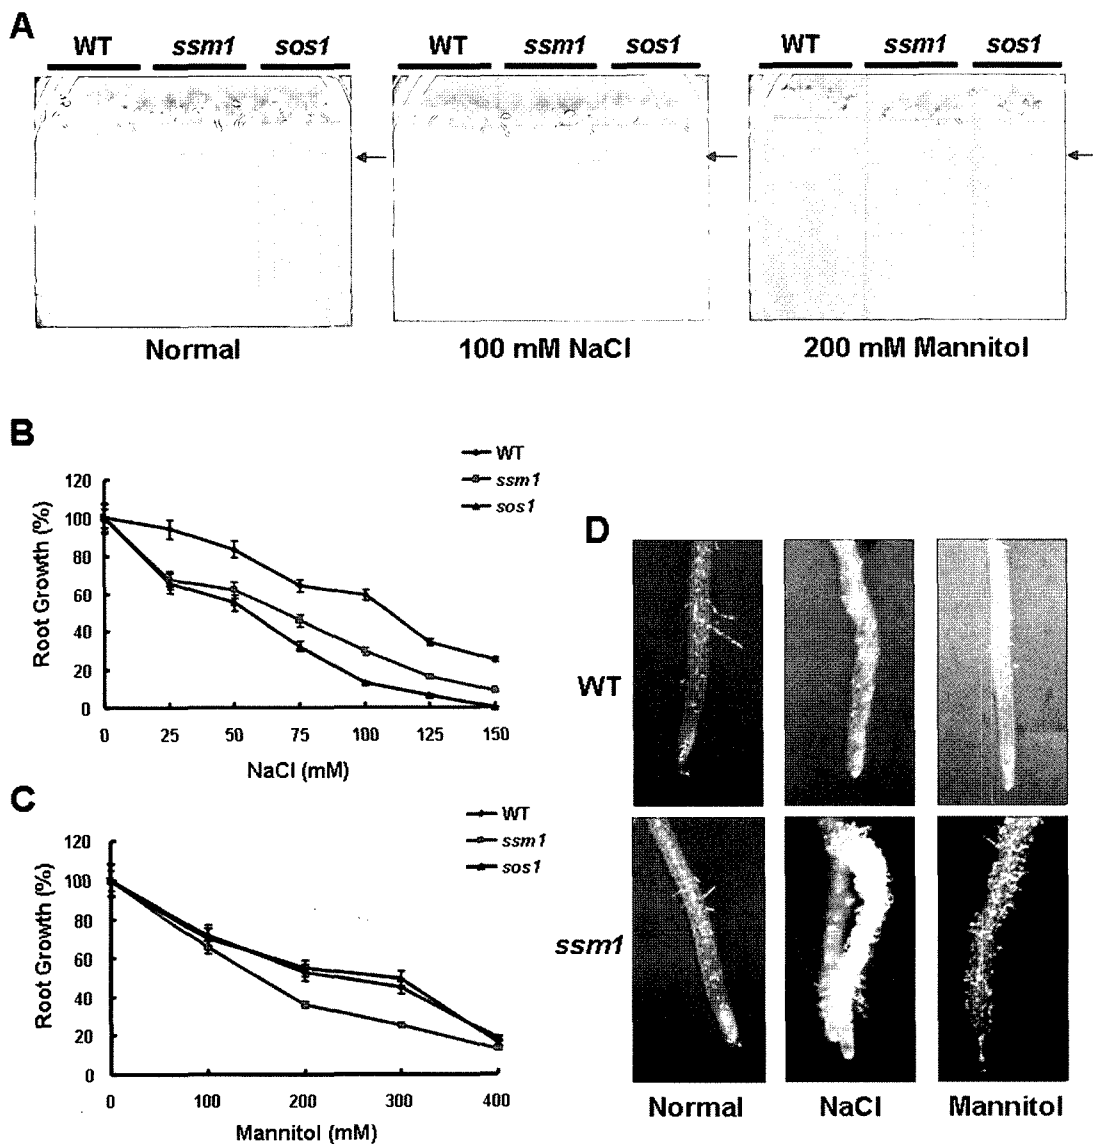 A
WT ssm1 sos1
WT ssm1 sos1
WT ssm1 sos1
Normal
100 mM NaCl
200 mM Mannitol
B
WT
ssm1
sos1
Root Growth (%)
120
100
80
60
40
20
0
0 25 50 75 100 125 150
NaCl (mM)
C
WT
ssm1
sos1
Root Growth (%)
120
100
80
60
40
20
0
0 100 200 300 400
Mannitol (mM)
D
WT
ssm1
Normal NaCl Mannitol